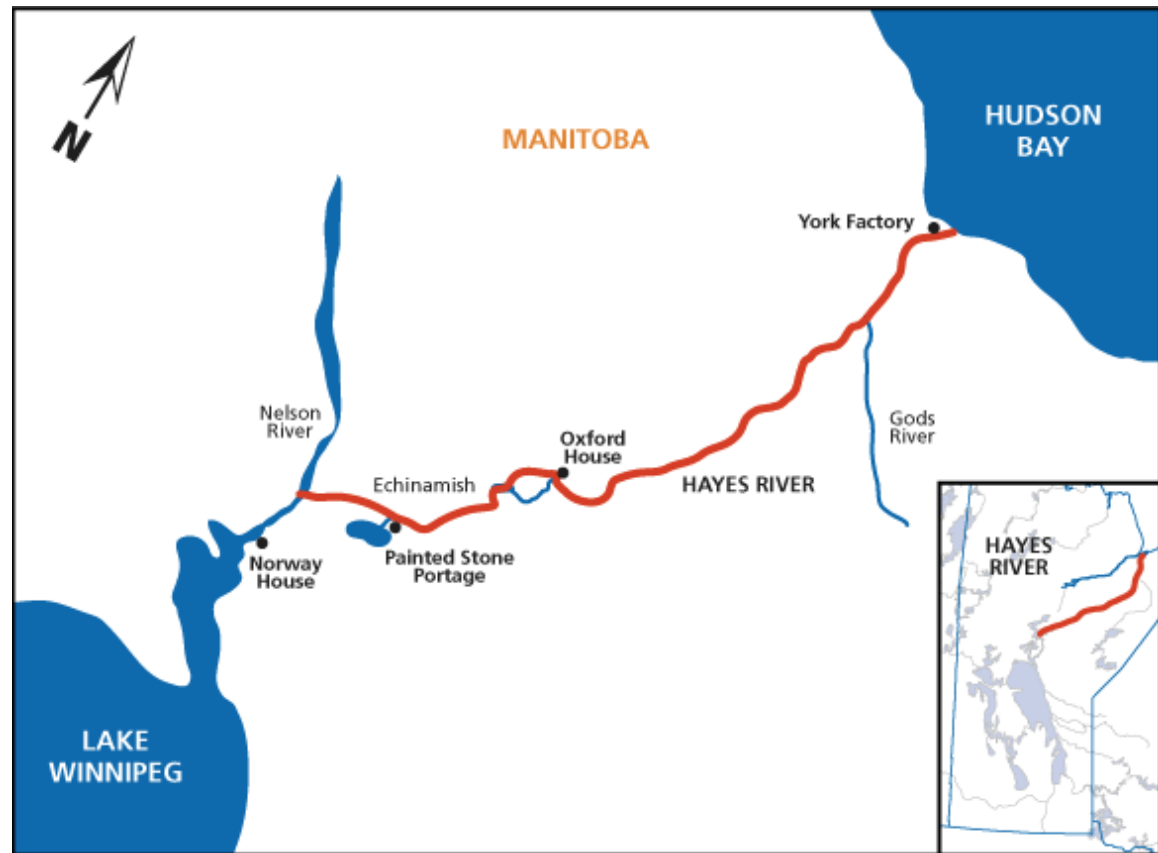 N
MANITOBA
HUDSON
BAY
York Factory
Nelson
River
Echinamish
Oxford
House
HAYES RIVER
Gods
River
Norway
House
Painted Stone
Portage
LAKE
WINNIPEG
HAYES
RIVER